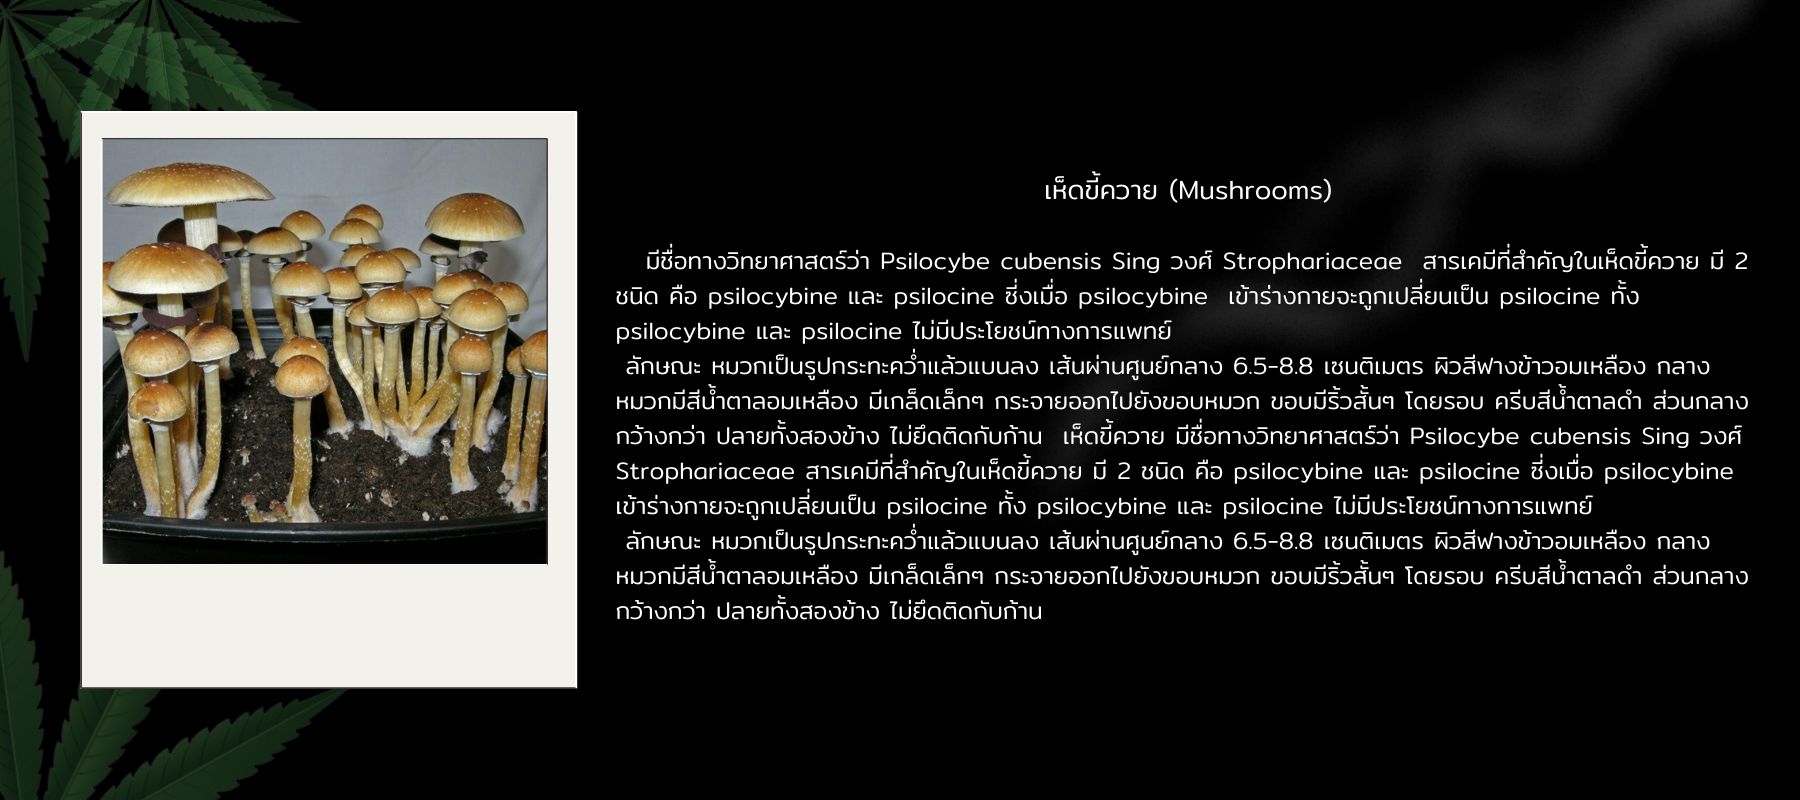 เห็ดขี้ควาย (Mushrooms)
มีชื่อทางวิทยาศาสตร์ว่า Psilocybe cubensis Sing วงศ์ Strophariaceae สารเคมีที่สำคัญในเห็ดขี้ควาย มี 2
ชนิด คือ psilocybine และ psilocine ซึ่งเมื่อ psilocybine เข้าร่างกายจะถูกเปลี่ยนเป็น psilocine ทั้ง
psilocybine และ psilocine ไม่มีประโยชน์ทางการแพทย์
ลักษณะ หมวกเป็นรูปกระทะคว่ำแล้วแบนลง เส้นผ่านศูนย์กลาง 6.5-8.8 เซนติเมตร ผิวสีฟางข้าวอมเหลือง กลาง
หมวกมีสีน้ำตาลอมเหลือง มีเกล็ดเล็กๆ กระจายออกไปยังขอบหมวก ขอบมีริ้วสั้นๆ โดยรอบ ครีบสีน้ำตาลดำ ส่วนกลาง
กว้างกว่า ปลายทั้งสองข้าง ไม่ยึดติดกับก้าน เห็ดขี้ควาย มีชื่อทางวิทยาศาสตร์ว่า Psilocybe cubensis Sing วงศ์
Strophariaceae สารเคมีที่สำคัญในเห็ดขี้ควาย มี 2 ชนิด คือ psilocybine และ psilocine ซึ่งเมื่อ psilocybine
เข้าร่างกายจะถูกเปลี่ยนเป็น psilocine ทั้ง psilocybine และ psilocine ไม่มีประโยชน์ทางการแพทย์
ลักษณะ หมวกเป็นรูปกระทะคว่ำแล้วแบนลง เส้นผ่านศูนย์กลาง 6.5-8.8 เซนติเมตร ผิวสีฟางข้าวอมเหลือง กลาง
หมวกมีสีน้ำตาลอมเหลือง มีเกล็ดเล็กๆ กระจายออกไปยังขอบหมวก ขอบมีริ้วสั้นๆ โดยรอบ ครีบสีน้ำตาลดำ ส่วนกลาง
กว้างกว่า ปลายทั้งสองข้าง ไม่ยึดติดกับก้าน